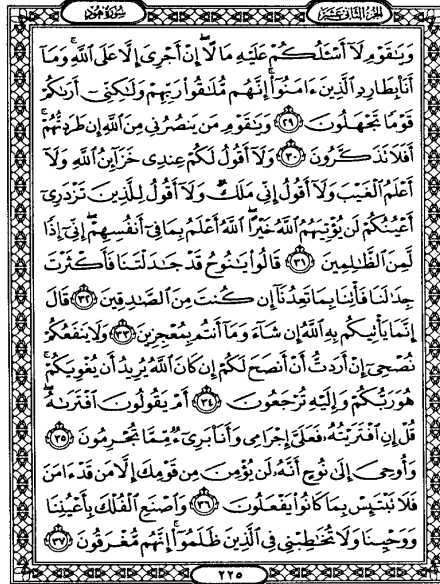 سُورَةُ هُودٍ الجزء الثاني عشر
وَيَٰقَوْمِ لَآ أَسْـَٔلُكُمْ عَلَيْهِ مَالًا ۖ إِنْ أَجْرِىَ إِلَّا عَلَى ٱللَّهِ ۚ وَمَآ
أَنَا۠ بِطَارِدِ ٱلَّذِينَ ءَامَنُوٓا۟ ۚ إِنَّهُم مُّلَٰقُوا۟ رَبِّهِمْ وَلَٰكِنِّىٓ أَرَىٰكُمْ
قَوْمًا تَجْهَلُونَ ٢٩ وَيَٰقَوْمِ مَن يَنصُرُنِى مِنَ ٱللَّهِ إِن طَرَدتُّهُمْ ۚ
أَفَلَا تَذَكَّرُونَ ٣٠ وَلَآ أَقُولُ لَكُمْ عِندِى خَزَآئِنُ ٱللَّهِ وَلَآ
أَعْلَمُ ٱلْغَيْبَ وَلَآ أَقُولُ إِنِّى مَلَكٌ وَلَآ أَقُولُ لِلَّذِينَ تَزْدَرِىٓ
أَعْيُنُكُمْ لَن يُؤْتِيَهُمُ ٱللَّهُ خَيْرًا ۖ ٱللَّهُ أَعْلَمُ بِمَا فِىٓ أَنفُسِهِمْ ۖ إِنِّىٓ إِذًا
لَّمِنَ ٱلظَّٰلِمِينَ ٣١ قَالُوا۟ يَٰنُوحُ قَدْ جَٰدَلْتَنَا فَأَكْثَرْتَ
جِدَٰلَنَا فَأْتِنَا بِمَا تَعِدُنَآ إِن كُنتَ مِنَ ٱلصَّٰدِقِينَ ٣٢ قَالَ
إِنَّمَا يَأْتِيكُم بِهِ ٱللَّهُ إِن شَآءَ وَمَآ أَنتُم بِمُعْجِزِينَ ٣٣ وَلَا يَنفَعُكُمْ
نُصْحِىٓ إِنْ أَرَدتُّ أَنْ أَنصَحَ لَكُمْ إِن كَانَ ٱللَّهُ يُرِيدُ أَن يُغْوِيَكُمْ ۚ
هُوَ رَبُّكُمْ وَإِلَيْهِ تُرْجَعُونَ ٣٤ أَمْ يَقُولُونَ ٱفْتَرَىٰهُ ۖ
قُلْ إِنِ ٱفْتَرَيْتُهُۥ فَعَلَىَّ إِجْرَامِى وَأَنَا۠ بَرِىٓءٌ مِّمَّا تُجْرِمُونَ ٣٥
وَأُوحِىَ إِلَىٰ نُوحٍ أَنَّهُۥ لَن يُؤْمِنَ مِن قَوْمِكَ إِلَّا مَن قَدْ ءَامَنَ
فَلَا تَبْتَئِسْ بِمَا كَانُوا۟ يَفْعَلُونَ ٣٦ وَٱصْنَعِ ٱلْفُلْكَ بِأَعْيُنِنَا
وَوَحْيِنَا وَلَا تُخَٰطِبْنِى فِى ٱلَّذِينَ ظَلَمُوٓا۟ ۚ إِنَّهُم مُّغْرَقُونَ ٣٧
٢٢٥